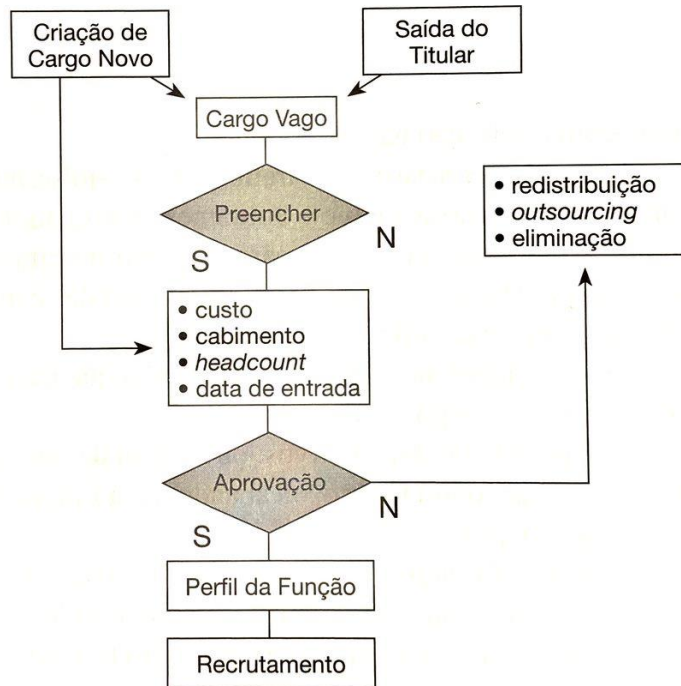 Criação de
Cargo Novo
Saída do
Titular
Cargo Vago
Preencher
N
S
• redistribuição
• outsourcing
• eliminação
• custo
• cabimento
• headcount
• data de entrada
Aprovação
N
S
Perfil da Função
Recrutamento